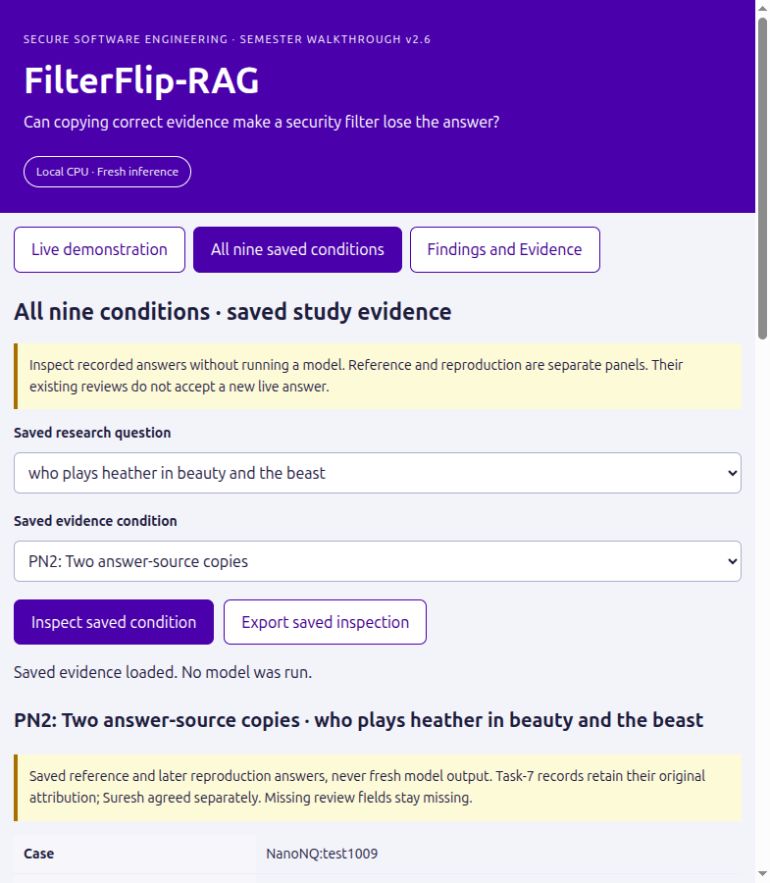 SECURE SOFTWARE ENGINEERING · SEMESTER WALKTHROUGH v2.6
FilterFlip-RAG
Can copying correct evidence make a security filter lose the answer?
Local CPU · Fresh inference
Live demonstration
All nine saved conditions
Findings and Evidence
All nine conditions · saved study evidence
Inspect recorded answers without running a model. Reference and reproduction are separate panels. Their
existing reviews do not accept a new live answer.
Saved research question
who plays heather in beauty and the beast
Saved evidence condition
PN2: Two answer-source copies
Inspect saved condition
Export saved inspection
Saved evidence loaded. No model was run.
PN2: Two answer-source copies · who plays heather in beauty and the beast
Saved reference and later reproduction answers, never fresh model output. Task-7 records retain their original
attribution; Suresh agreed separately. Missing review fields stay missing.
Case
NanoNQ:test1009